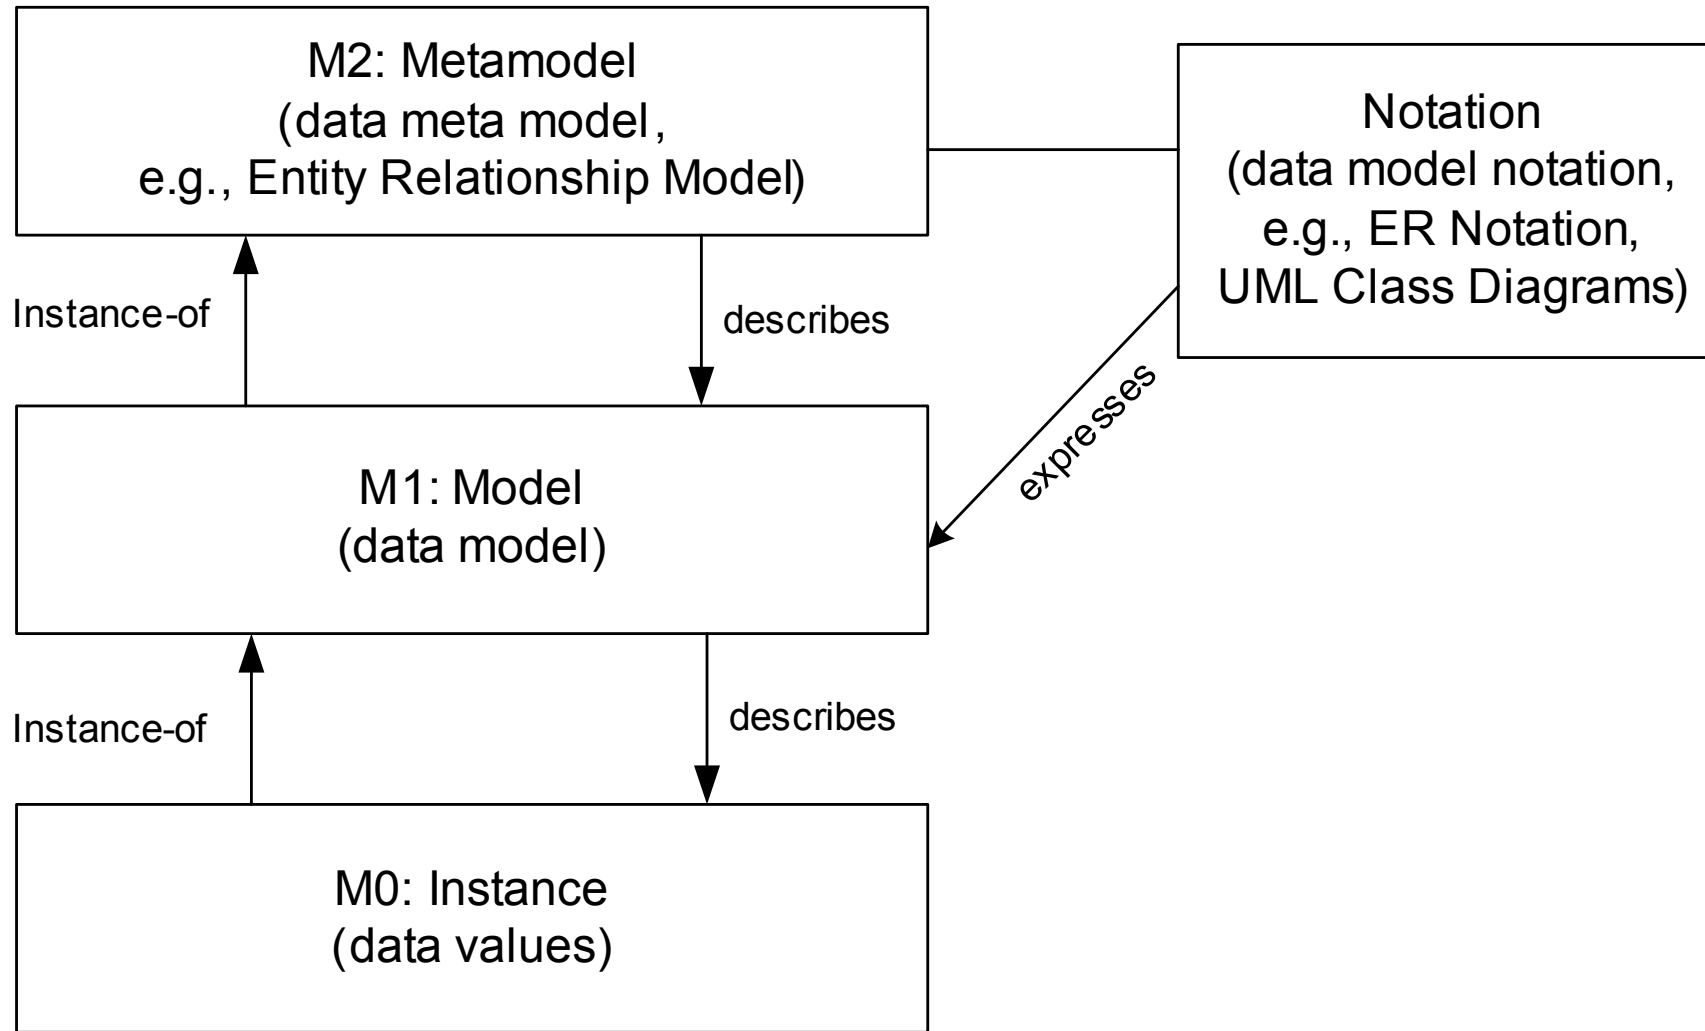 M2: Metamodel
(data meta model,
e.g., Entity Relationship Model)
Notation
(data model notation,
e.g., ER Notation,
UML Class Diagrams)
Instance-of
describes
expresses
M1: Model
(data model)
Instance-of
describes
M0: Instance
(data values)